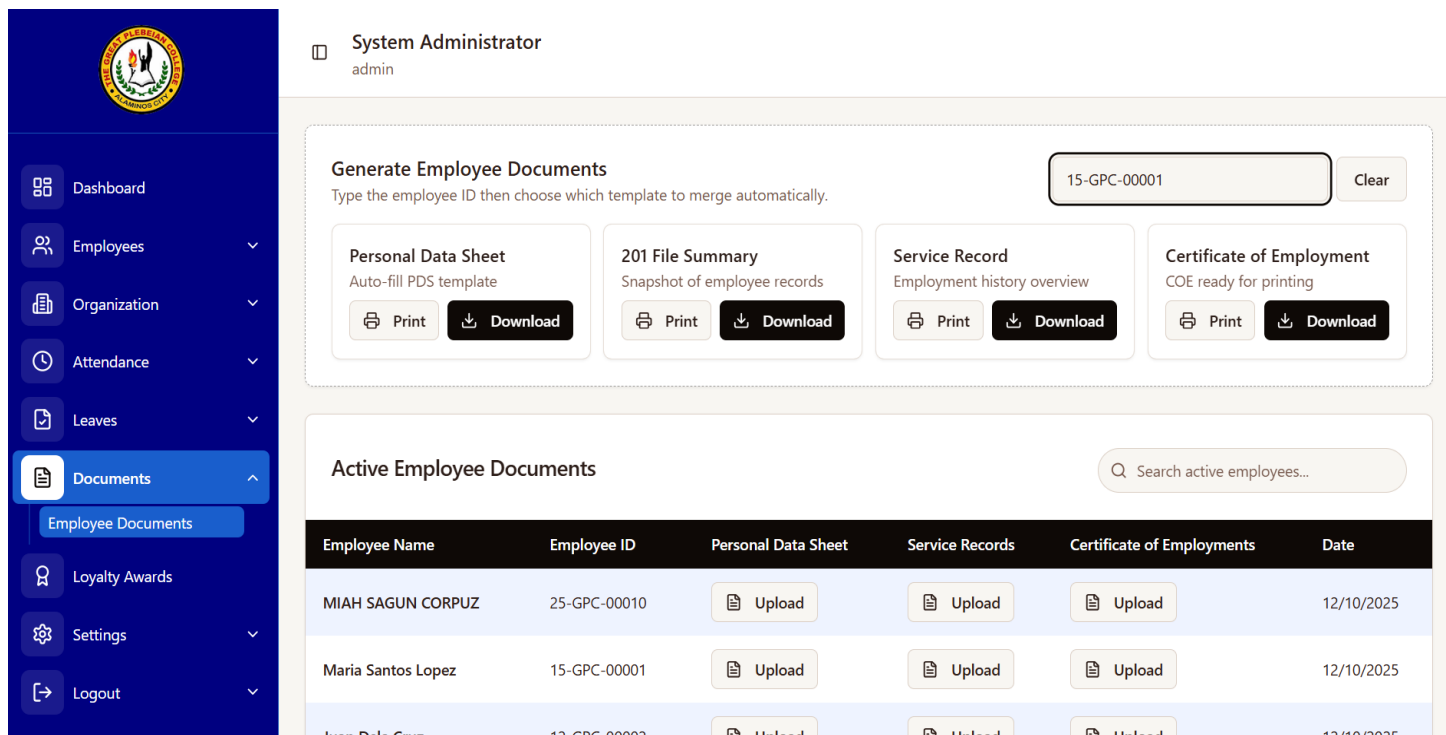 THE GREAT PLEBEIAN COLLEGE
ALAMINOS CITY
System Administrator
admin
Dashboard
Employees
Organization
Attendance
Leaves
Documents
Employee Documents
Loyalty Awards
Settings
Logout
Generate Employee Documents
Type the employee ID then choose which template to merge automatically.
15-GPC-00001
Clear
Personal Data Sheet
Auto-fill PDS template
Print Download
201 File Summary
Snapshot of employee records
Print Download
Service Record
Employment history overview
Print Download
Certificate of Employment
COE ready for printing
Print Download
Active Employee Documents
Search active employees...
Employee Name Employee ID Personal Data Sheet Service Records Certificate of Employments Date
MIAH SAGUN CORPUZ 25-GPC-00010 Upload Upload Upload 12/10/2025
Maria Santos Lopez 15-GPC-00001 Upload Upload Upload 12/10/2025